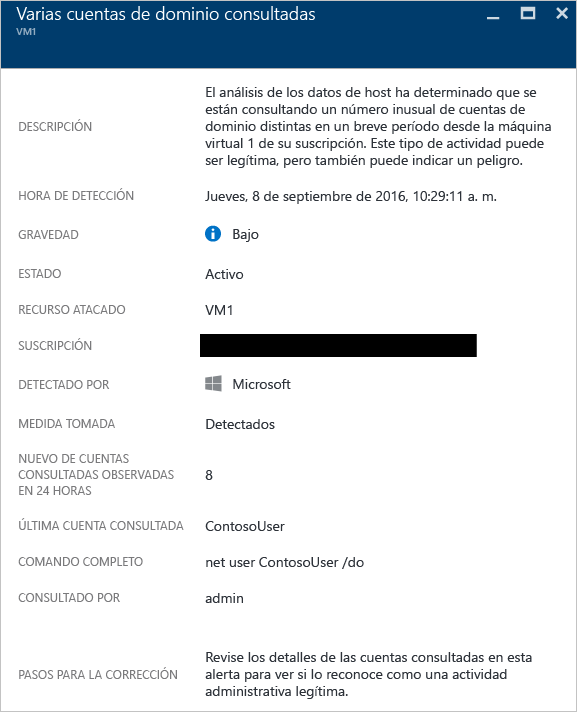 Varias cuentas de dominio consultadas
VM1
DESCRIPCIÓN
El análisis de los datos de host ha determinado que se
están consultando un número inusual de cuentas de
dominio distintas en un breve período desde la máquina
virtual 1 de su suscripción. Este tipo de actividad puede
ser legítima, pero también puede indicar un peligro.
HORA DE DETECCIÓN
Jueves, 8 de septiembre de 2016, 10:29:11 a. m.
GRAVEDAD
Bajo
ESTADO
Activo
RECURSO ATACADO
VM1
SUSCRIPCIÓN
DETECTADO POR
Microsoft
MEDIDA TOMADA
Detectados
NUEVO DE CUENTAS
CONSULTADAS OBSERVADAS
EN 24 HORAS
8
ÚLTIMA CUENTA CONSULTADA
ContosoUser
COMANDO COMPLETO
net user ContosoUser /do
CONSULTADO POR
admin
PASOS PARA LA CORRECCIÓN
Revise los detalles de las cuentas consultadas en esta
alerta para ver si lo reconoce como una actividad
administrativa legítima.